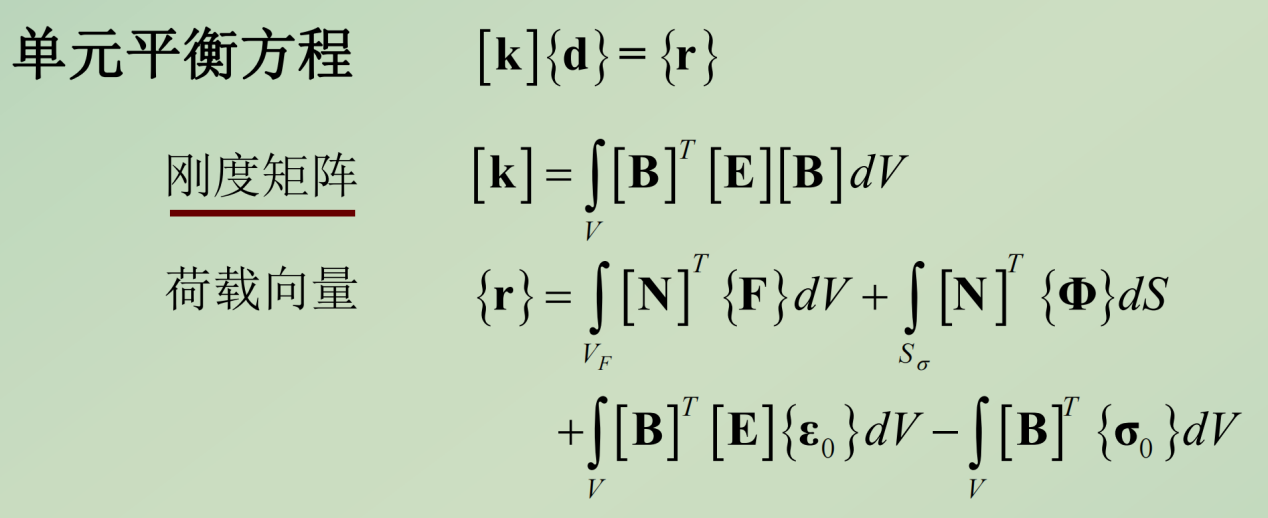 单元平衡方程 [k]{d} = {r}
刚度矩阵 [k] = ∫_V [B]^T [E][B] dV
荷载向量 {r} = ∫_{V_F} [N]^T {F} dV + ∫_{S_σ} [N]^T {Φ} dS
+ ∫_V [B]^T [E]{ε_0} dV − ∫_V [B]^T {σ_0} dV